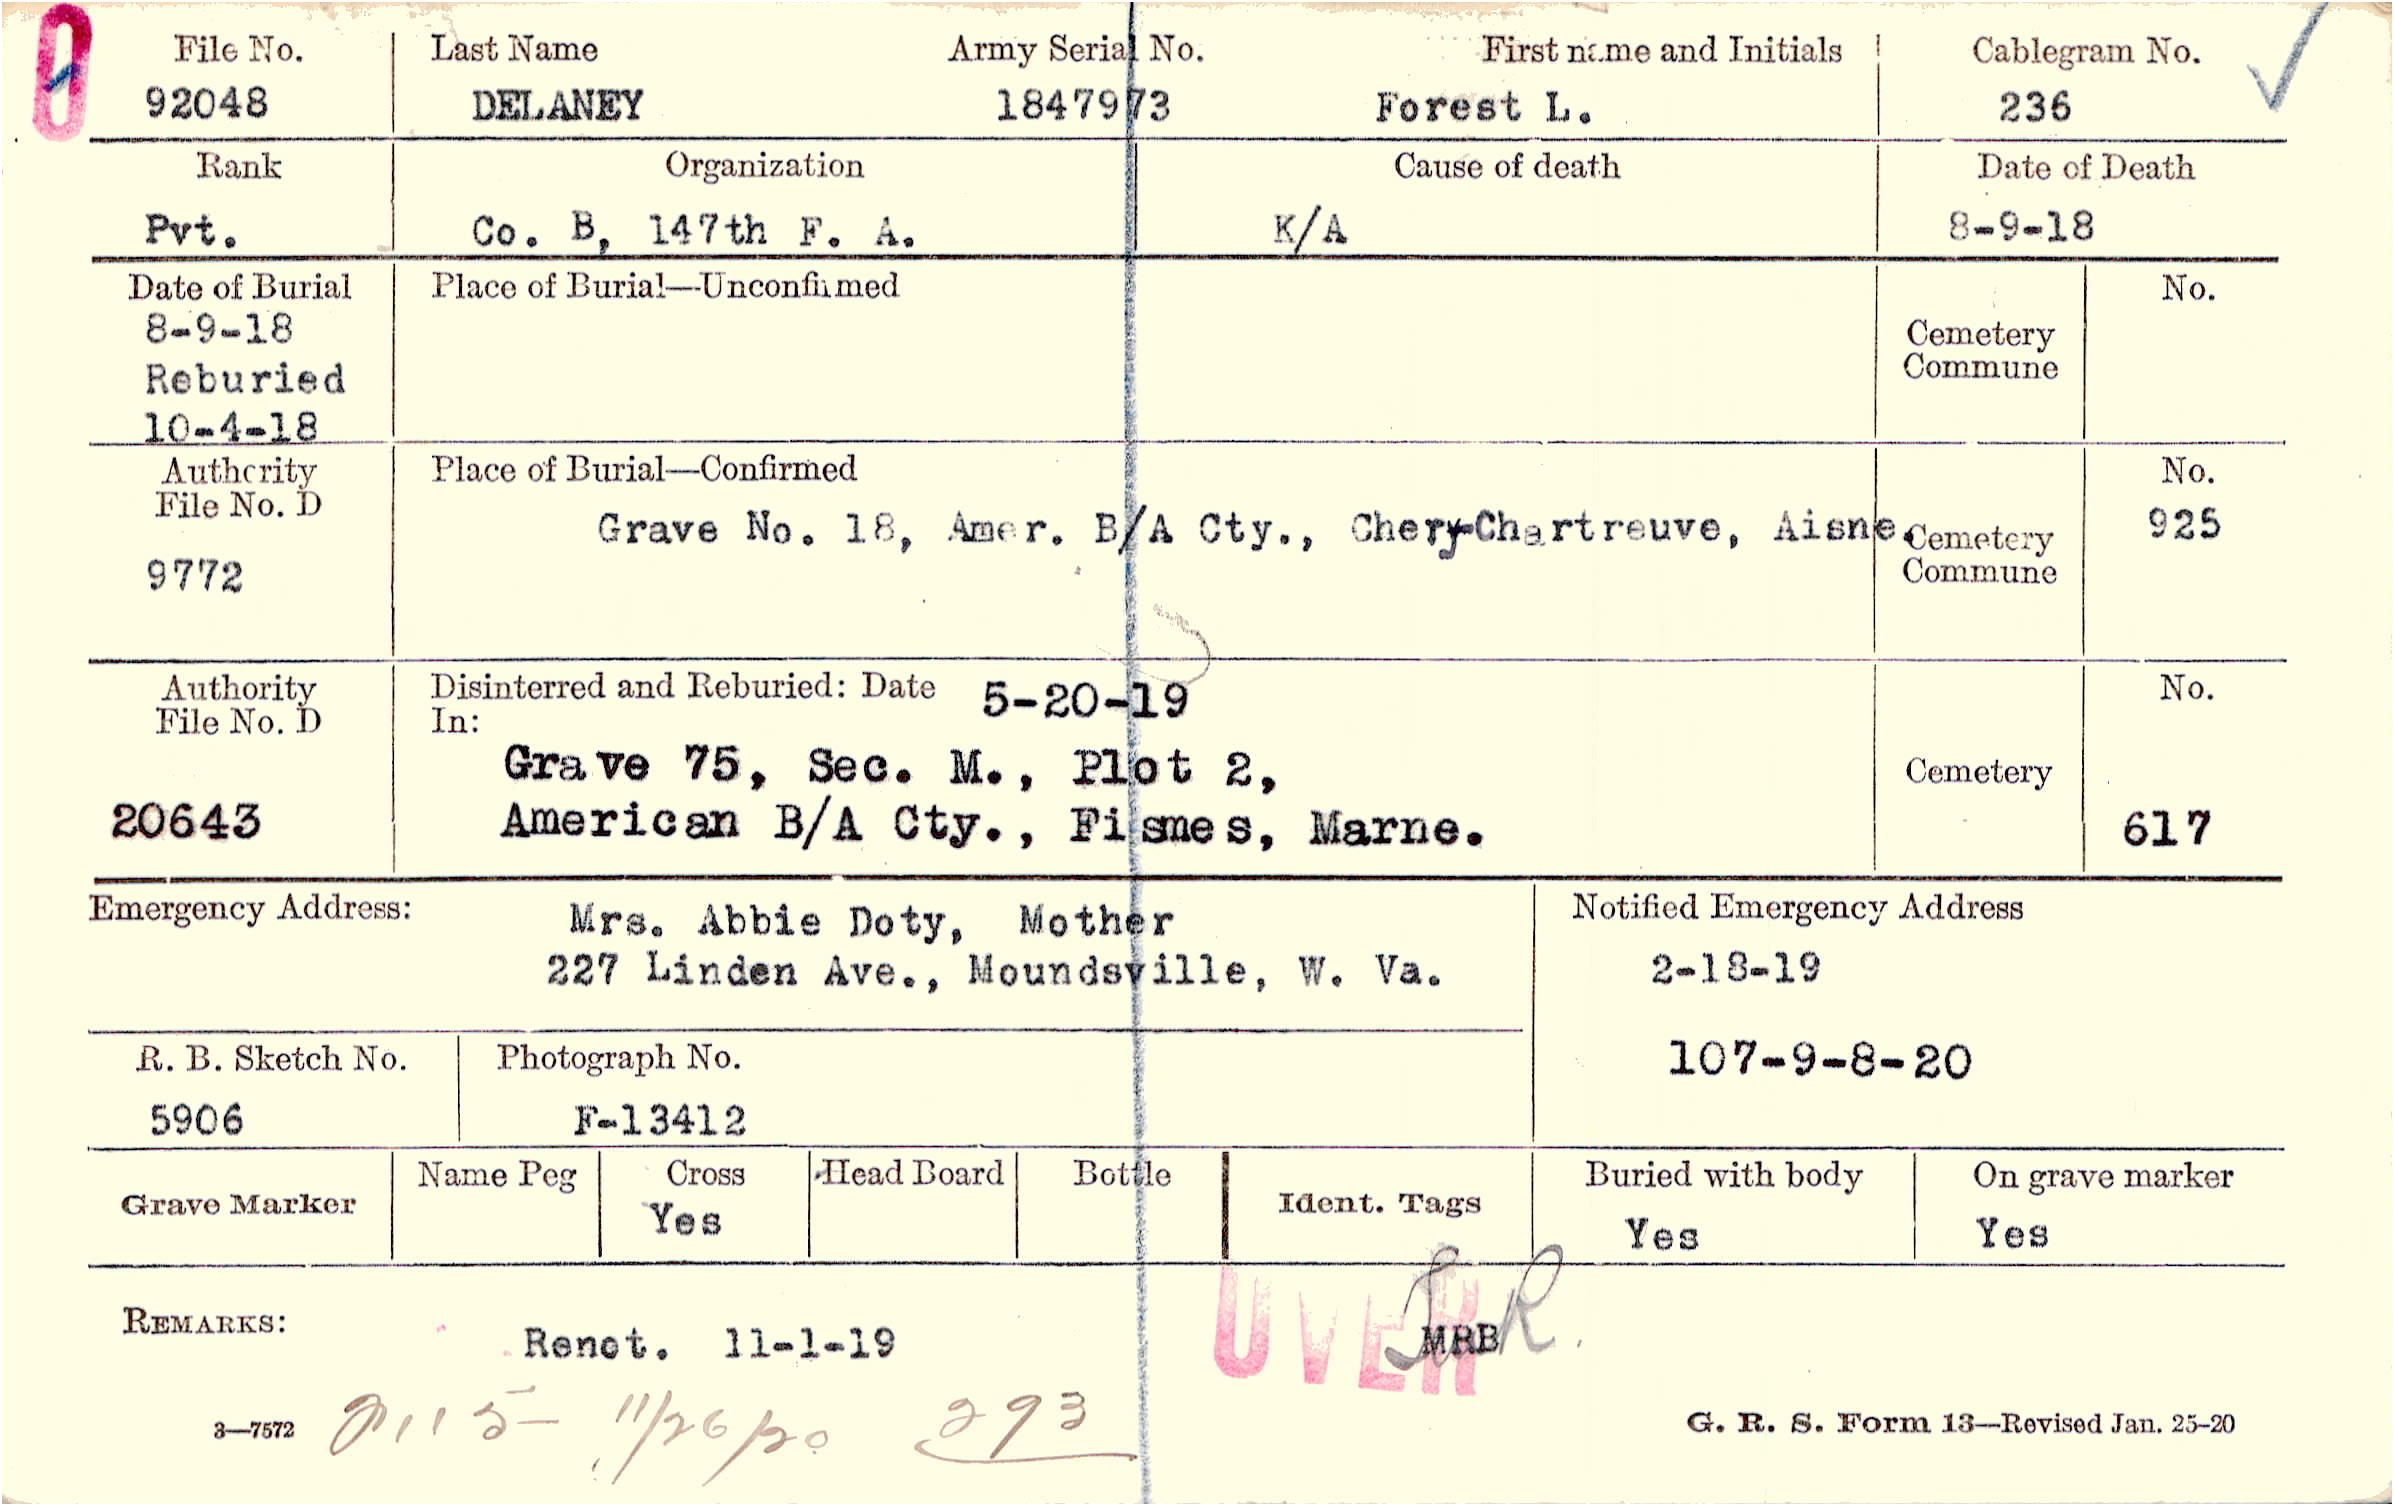 File No. Last Name Army Serial No. First name and Initials Cablegram No.
92048 DELANEY 1847973 Forest L. 236
Rank Organization Cause of death Date of Death
Pvt. Co. B, 147th F. A. K/A 8-9-18
Date of Burial Place of Burial—Unconfirmed No.
8-9-18
Cemetery
Commune
Reburied
10-4-18
Authority Place of Burial—Confirmed No.
File No. D
Grave No. 18, Amer. B/A Cty., Chery-Chartreuve, Aisne. 925
Cemetery
Commune
9772
Authority Disinterred and Reburied: Date 5-20-19 No.
File No. D In:
Grave 75, Sec. M., Plot 2, Cemetery
20643 American B/A Cty., Fismes, Marne. 617
Emergency Address: Mrs. Abbie Doty, Mother Notified Emergency Address
227 Linden Ave., Moundsville, W. Va. 2-18-19
R. B. Sketch No. Photograph No. 107-9-8-20
5906 F-13412
Grave Marker Name Peg Cross Head Board Bottle Ident. Tags Buried with body On grave marker
Yes Yes Yes
OVER
REMARKS: Renot. 11-1-19 MRB
3—7572 11/26/20 293 G. R. S. Form 13—Revised Jan. 25-20